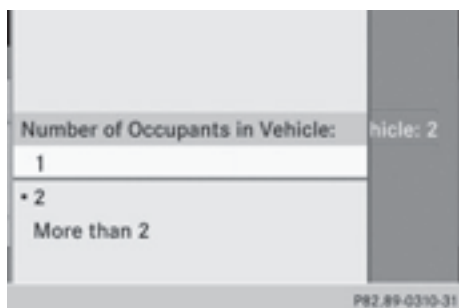 Number of Occupants in Vehicle:
hicle: 2
1
• 2
More than 2
P82.89-0310-31